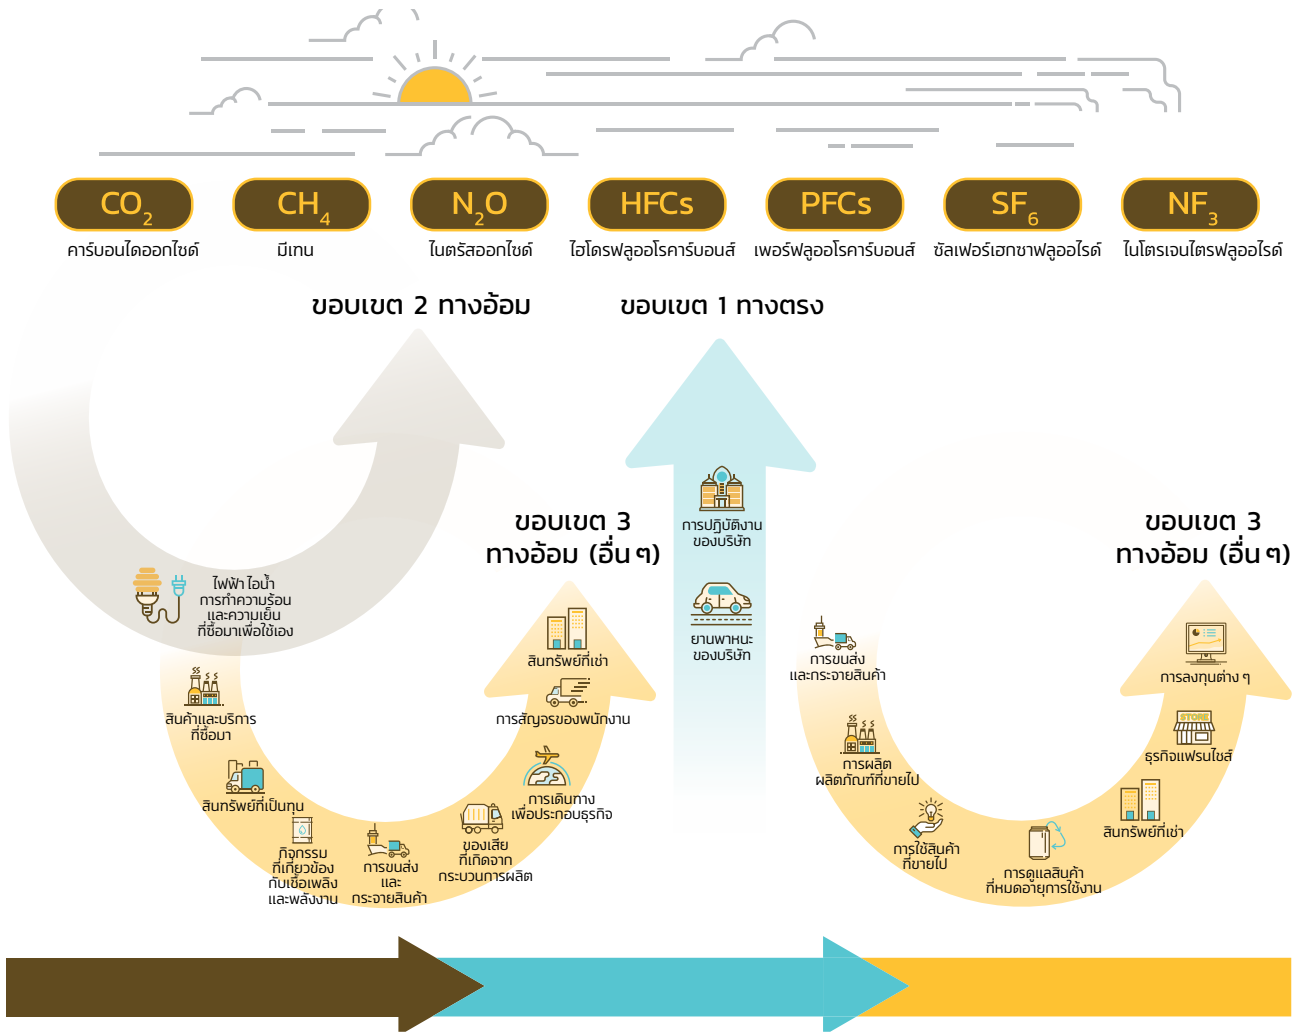 CO2
CH4
N2O
HFCs
PFCs
SF6
NF3
คาร์บอนไดออกไซด์
มีเทน
ไนตรัสออกไซด์
ไฮโดรฟลูออโรคาร์บอนส์
เพอร์ฟลูออโรคาร์บอนส์
ซัลเฟอร์เฮกซาฟลูออไรด์
ไนโตรเจนไตรฟลูออไรด์
ขอบเขต 2 ทางอ้อม
ขอบเขต 1 ทางตรง
ไฟฟ้า ไอน้ำ
การทำความร้อน
และความเย็น
ที่ซื้อมาเพื่อใช้เอง
การปฏิบัติงาน
ของบริษัท
ยานพาหนะ
ของบริษัท
ขอบเขต 3
ทางอ้อม (อื่น ๆ)
สินค้าและบริการ
ที่ซื้อมา
สินทรัพย์ที่เป็นทุน
กิจกรรม
ที่เกี่ยวข้อง
กับเชื้อเพลิง
และพลังงาน
การขนส่ง
และ
กระจายสินค้า
ของเสีย
ที่เกิดจาก
กระบวนการผลิต
การเดินทาง
เพื่อประกอบธุรกิจ
การสัญจรของพนักงาน
สินทรัพย์ที่เช่า
ขอบเขต 3
ทางอ้อม (อื่น ๆ)
การขนส่ง
และกระจายสินค้า
การผลิต
ผลิตภัณฑ์ที่ขายไป
การใช้สินค้า
ที่ขายไป
การดูแลสินค้า
ที่หมดอายุการใช้งาน
สินทรัพย์ที่เช่า
STORE
ธุรกิจแฟรนไชส์
การลงทุนต่าง ๆ